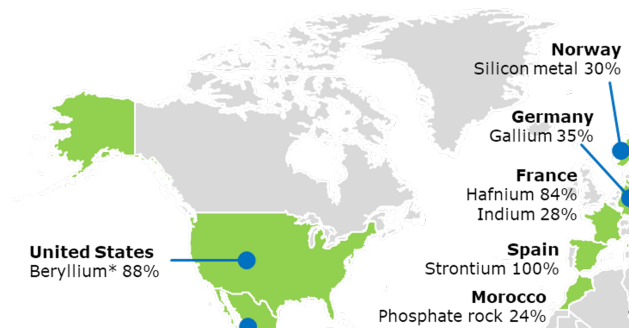 Norway
Silicon metal 30%
Germany
Gallium 35%
France
Hafnium 84%
Indium 28%
United States
Beryllium* 88%
Spain
Strontium 100%
Morocco
Phosphate rock 24%